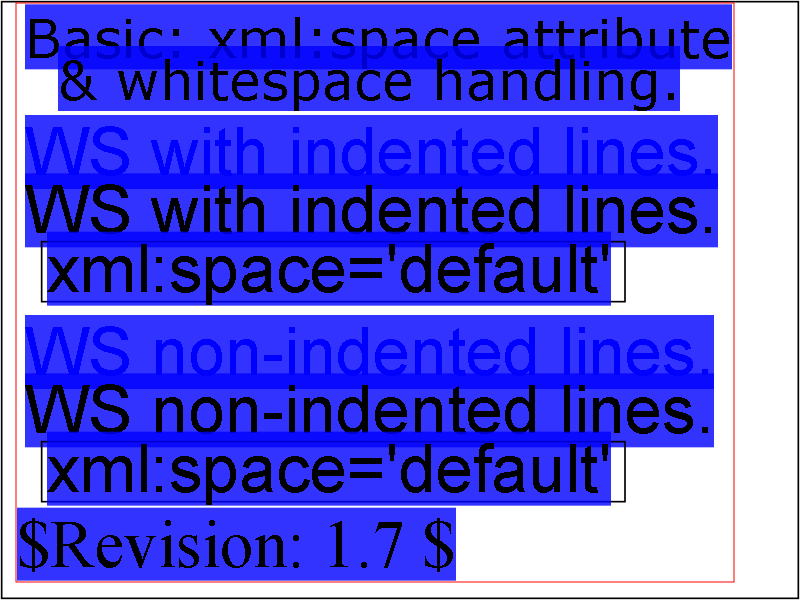 Basic: xml:space attribute
& whitespace handling.
WS with indented lines.
WS with indented lines.
xml:space='default'
WS non-indented lines.
WS non-indented lines.
xml:space='default'
$Revision: 1.7 $